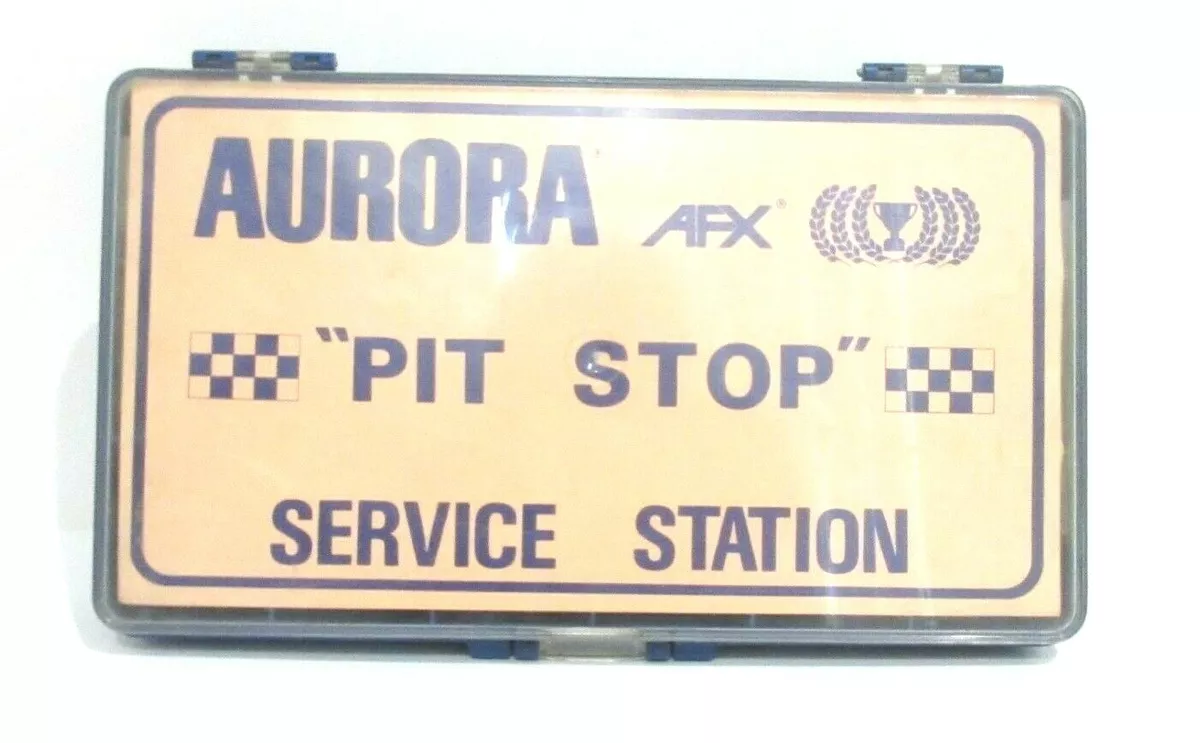 AURORA AFX®
"PIT STOP"
SERVICE STATION